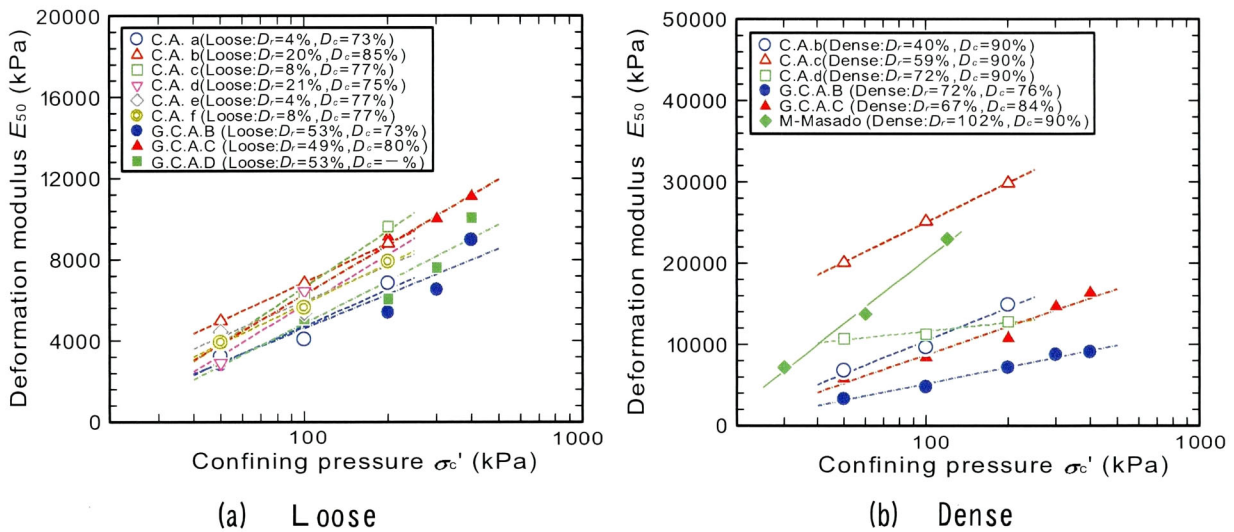 Deformation modulus E50 (kPa)
20000
16000
12000
8000
4000
0
C.A. a(Loose:Dr=4%,Dc=73%)
C.A. b(Loose:Dr=20%,Dc=85%)
C.A. c(Loose:Dr=8%,Dc=77%)
C.A. d(Loose:Dr=21%,Dc=75%)
C.A. e(Loose:Dr=4%,Dc=77%)
C.A. f(Loose:Dr=8%,Dc=77%)
G.C.A.B (Loose:Dr=53%,Dc=73%)
G.C.A.C (Loose:Dr=49%,Dc=80%)
G.C.A.D (Loose:Dr=53%,Dc=－%)
100 1000
Confining pressure σc' (kPa)
(a) Loose
Deformation modulus E50 (kPa)
50000
40000
30000
20000
10000
0
C.A.b(Dense:Dr=40%,Dc=90%)
C.A.c(Dense:Dr=59%,Dc=90%)
C.A.d(Dense:Dr=72%,Dc=90%)
G.C.A.B (Dense:Dr=72%,Dc=76%)
G.C.A.C (Dense:Dr=67%,Dc=84%)
M-Masado (Dense:Dr=102%,Dc=90%)
100 1000
Confining pressure σc' (kPa)
(b) Dense